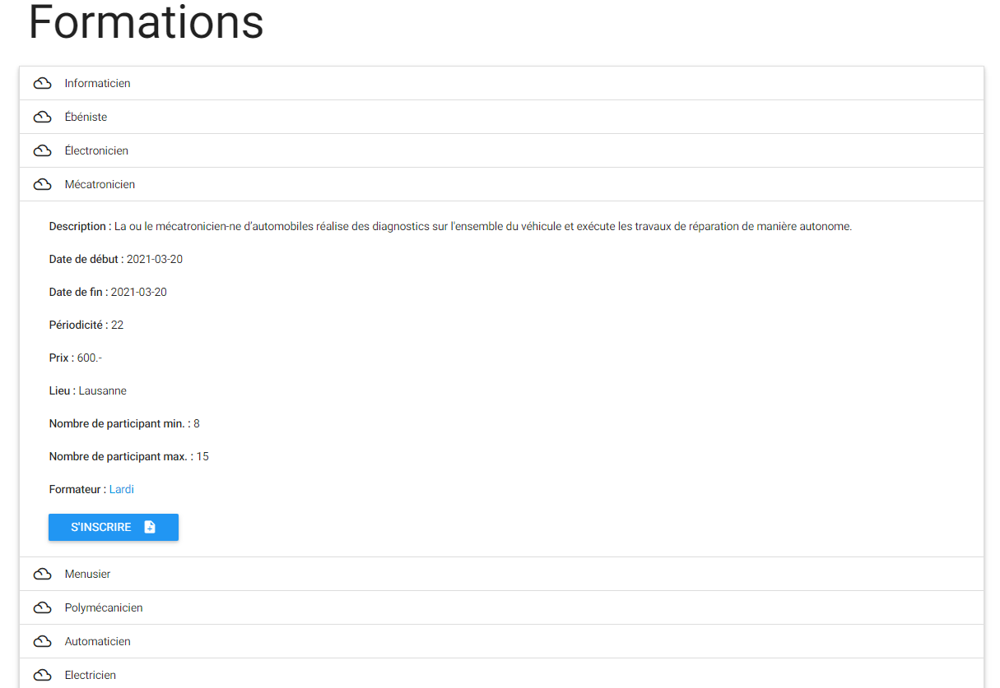 Formations
Informaticien
Ébéniste
Électronicien
Mécatronicien
Description : La ou le mécatronicien-ne d’automobiles réalise des diagnostics sur l'ensemble du véhicule et exécute les travaux de réparation de manière autonome.
Date de début : 2021-03-20
Date de fin : 2021-03-20
Périodicité : 22
Prix : 600.-
Lieu : Lausanne
Nombre de participant min. : 8
Nombre de participant max. : 15
Formateur : Lardi
S'INSCRIRE
Menusier
Polymécanicien
Automaticien
Electricien